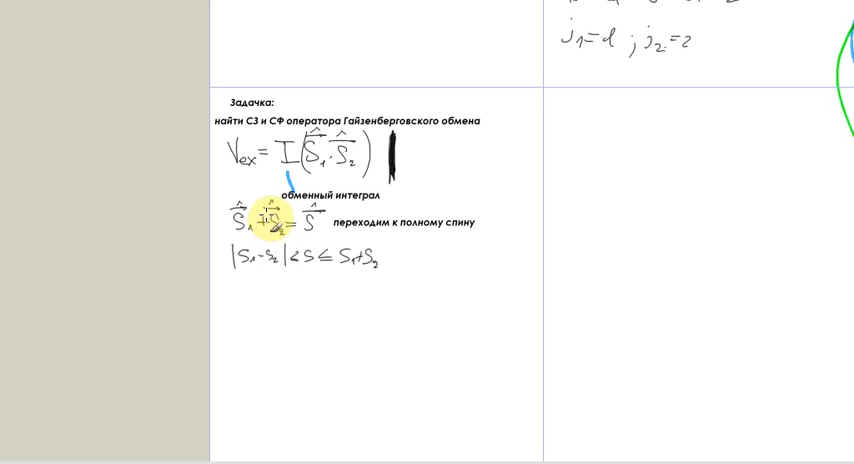 j₁=1 ; j₂=2
Задачка:
найти СЗ и СФ оператора Гайзенберговского обмена
V_ex = I(Ŝ₁·Ŝ₂)
обменный интеграл
Ŝ₁+Ŝ₂=Ŝ переходим к полному спину
|S₁-S₂|≤S≤S₁+S₂